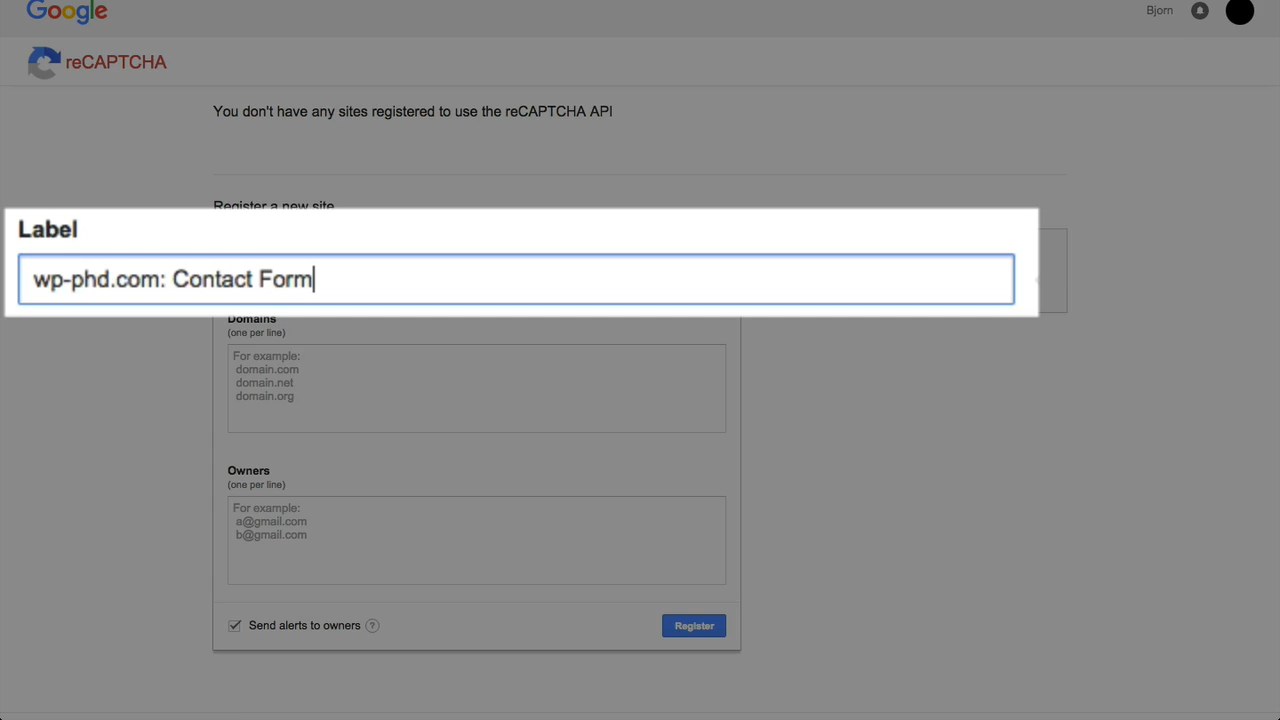 Google
Bjorn
reCAPTCHA
You don't have any sites registered to use the reCAPTCHA API
Register a new site
Label
wp-phd.com: Contact Form
Domains
(one per line)
For example:
domain.com
domain.net
domain.org
Owners
(one per line)
For example:
a@gmail.com
b@gmail.com
Send alerts to owners ?
Register